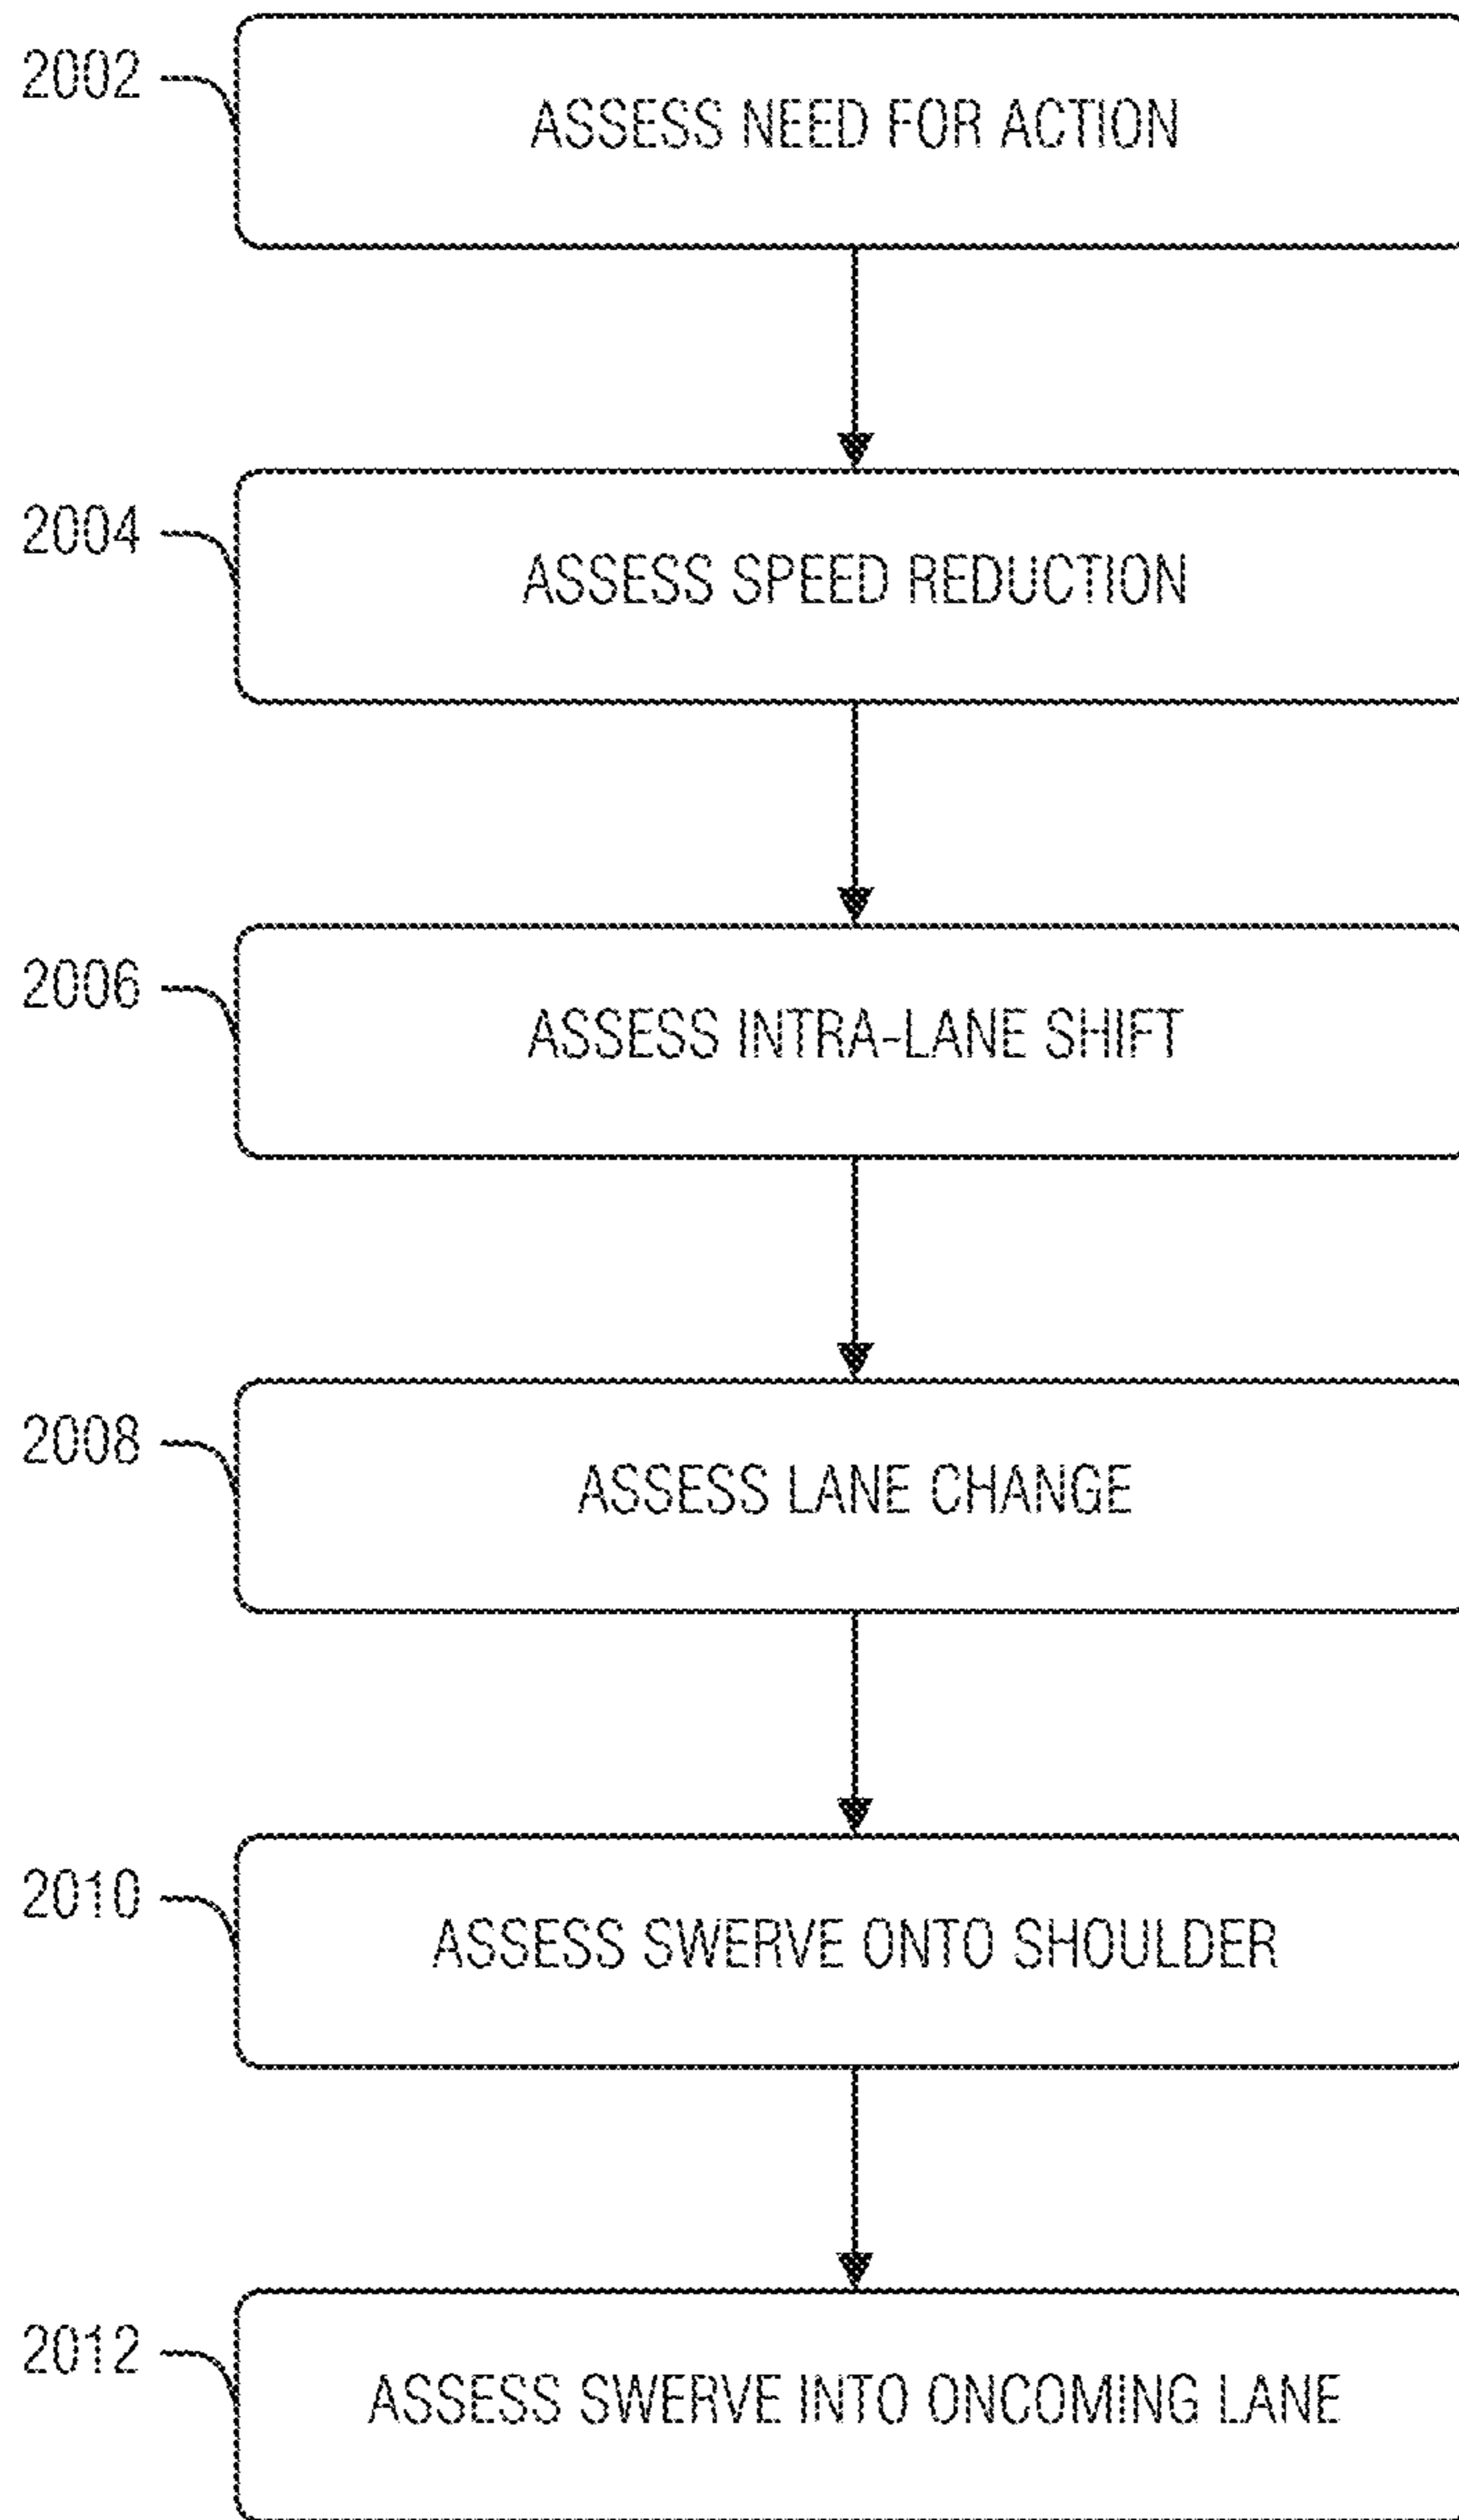 2002
ASSESS NEED FOR ACTION
2004
ASSESS SPEED REDUCTION
2006
ASSESS INTRA-LANE SHIFT
2008
ASSESS LANE CHANGE
2010
ASSESS SWERVE ONTO SHOULDER
2012
ASSESS SWERVE INTO ONCOMING LANE